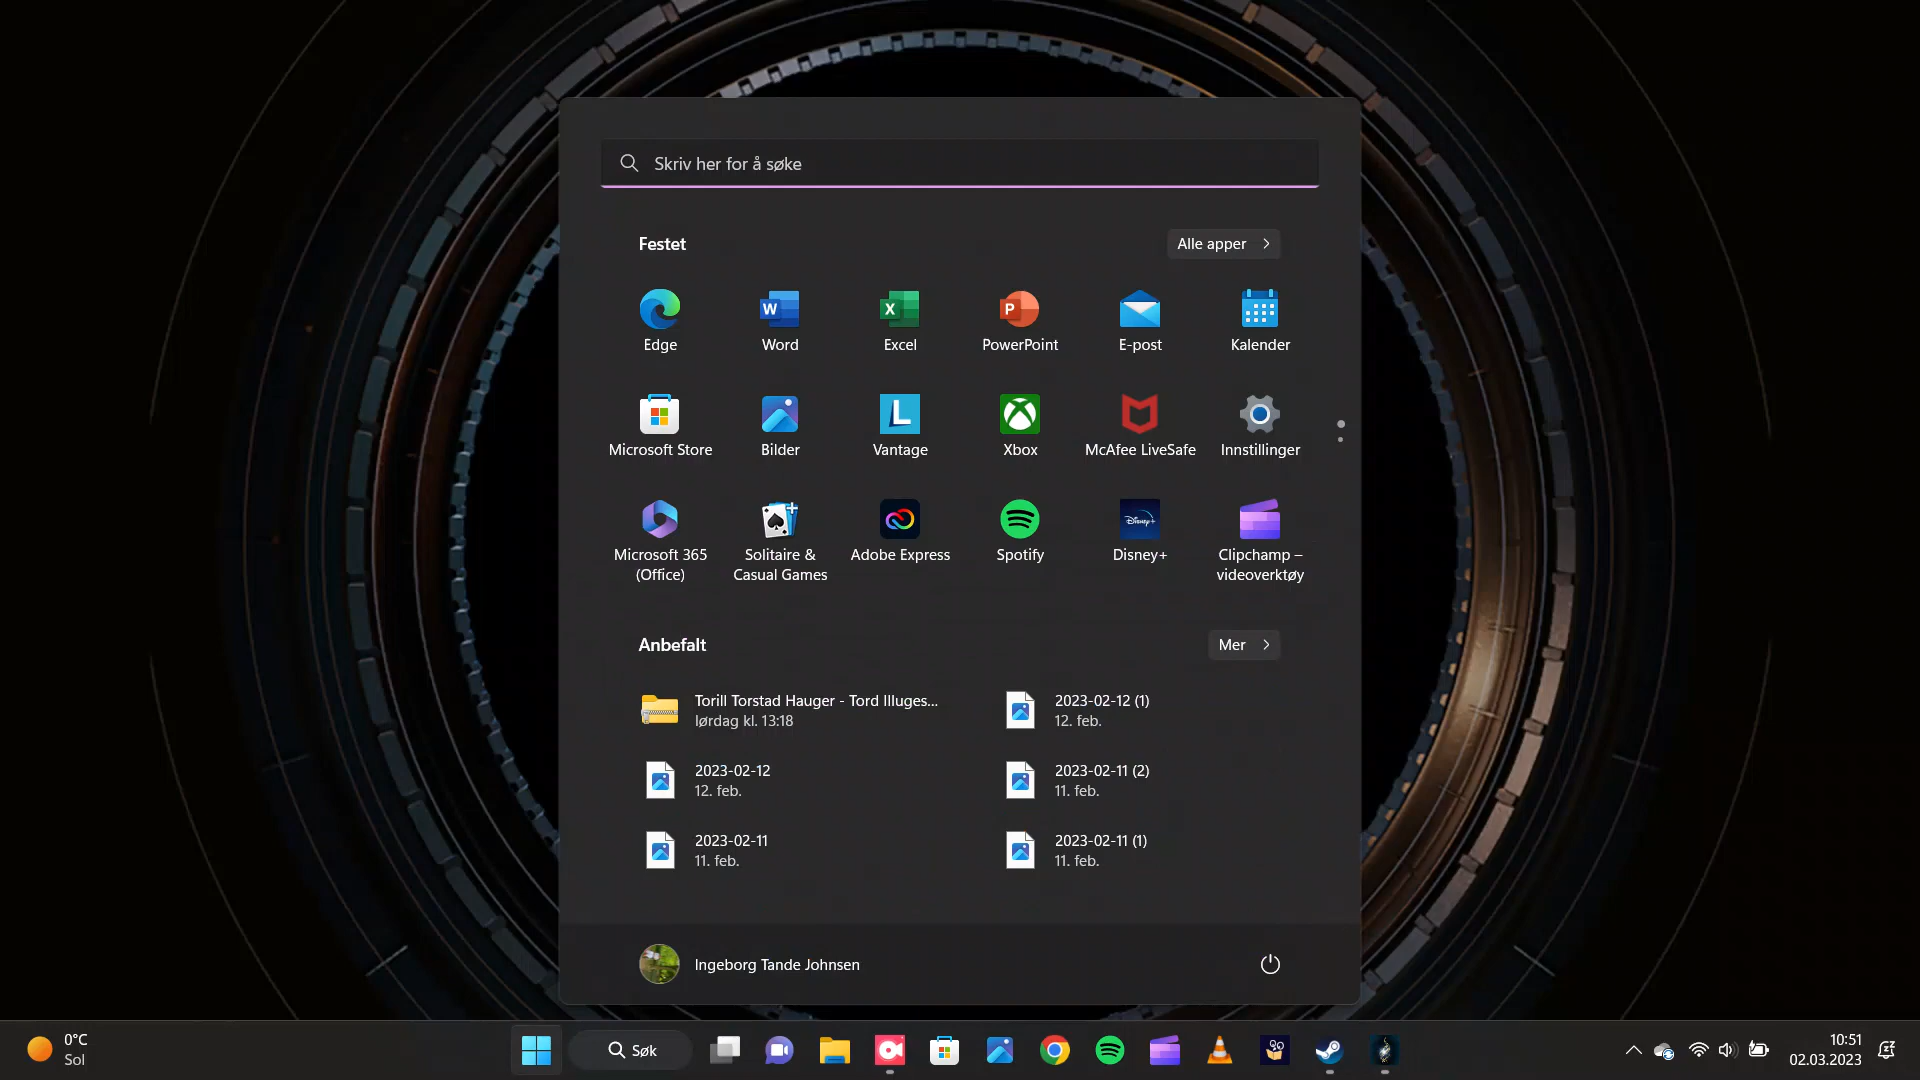 Skriv her for å søke
Festet
Alle apper
Edge
Word
Excel
PowerPoint
E-post
Kalender
Microsoft Store
Bilder
Vantage
Xbox
McAfee LiveSafe
Innstillinger
Microsoft 365
(Office)
Solitaire &
Casual Games
Adobe Express
Spotify
Disney+
Clipchamp –
videoverktøy
Anbefalt
Mer
Torill Torstad Hauger - Tord Illuges...
lørdag kl. 13:18
2023-02-12 (1)
12. feb.
2023-02-12
12. feb.
2023-02-11 (2)
11. feb.
2023-02-11
11. feb.
2023-02-11 (1)
11. feb.
Ingeborg Tande Johnsen
0°C
Sol
Søk
10:51
02.03.2023